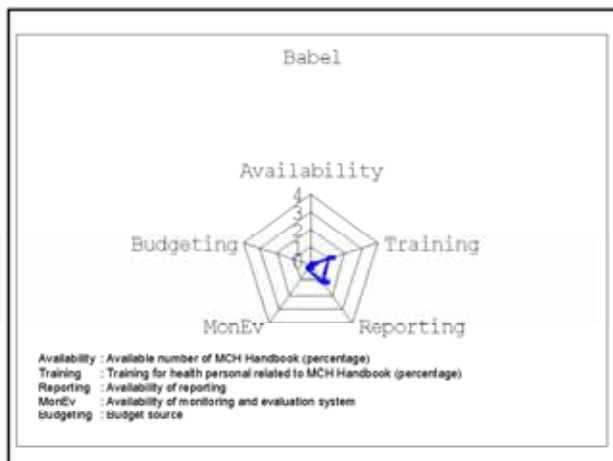 Babel
Availability
4
3
2
1
Budgeting
Training
MonEv
Reporting
Availability : Available number of MCH Handbook (percentage)
Training : Training for health personal related to MCH Handbook (percentage)
Reporting : Availability of reporting
MonEv : Availability of monitoring and evaluation system
Budgeting : Budget source